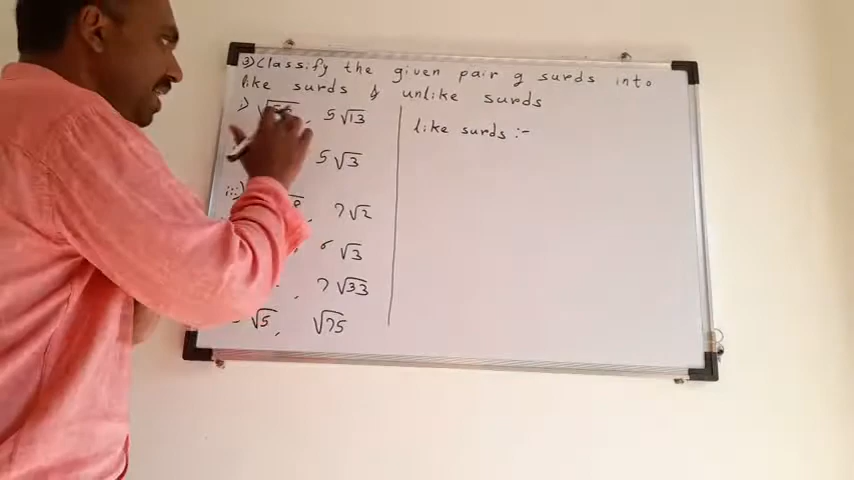 3) Classify the given pair of surds into
like surds & unlike surds
i) , 5√13
5√3
iii) , 7√2
6√3
, 7√33
√5, √75
like surds :-